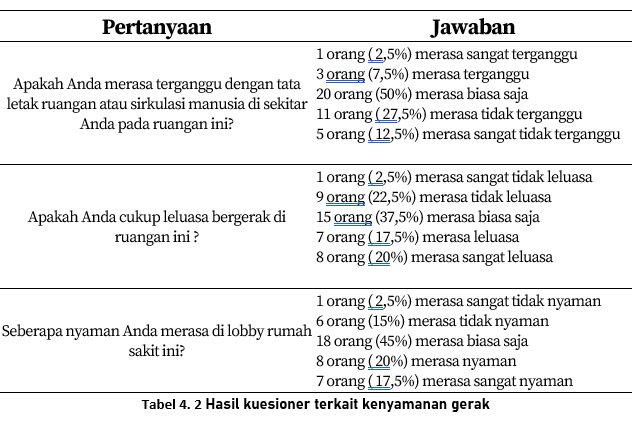 Pertanyaan Jawaban
Apakah Anda merasa terganggu dengan tata
letak ruangan atau sirkulasi manusia di sekitar
Anda pada ruangan ini?
1 orang ( 2,5%) merasa sangat terganggu
3 orang (7,5%) merasa terganggu
20 orang (50%) merasa biasa saja
11 orang ( 27,5%) merasa tidak terganggu
5 orang ( 12,5%) merasa sangat tidak terganggu
Apakah Anda cukup leluasa bergerak di
ruangan ini ?
1 orang ( 2,5%) merasa sangat tidak leluasa
9 orang (22,5%) merasa tidak leluasa
15 orang (37,5%) merasa biasa saja
7 orang ( 17,5%) merasa leluasa
8 orang ( 20%) merasa sangat leluasa
Seberapa nyaman Anda merasa di lobby rumah
sakit ini?
1 orang ( 2,5%) merasa sangat tidak nyaman
6 orang (15%) merasa tidak nyaman
18 orang (45%) merasa biasa saja
8 orang ( 20%) merasa nyaman
7 orang ( 17,5%) merasa sangat nyaman
Tabel 4. 2 Hasil kuesioner terkait kenyamanan gerak